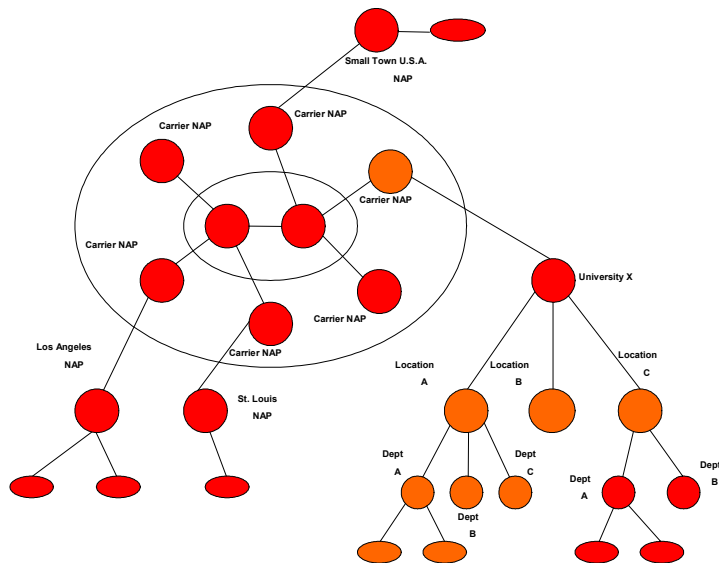 Small Town U.S.A.
NAP
Carrier NAP
Carrier NAP
Carrier NAP
Carrier NAP
University X
Carrier NAP
Los Angeles
NAP
Carrier NAP
Location
A
Location
B
Location
C
St. Louis
NAP
Dept
A
Dept
C
Dept
B
Dept
A
Dept
B